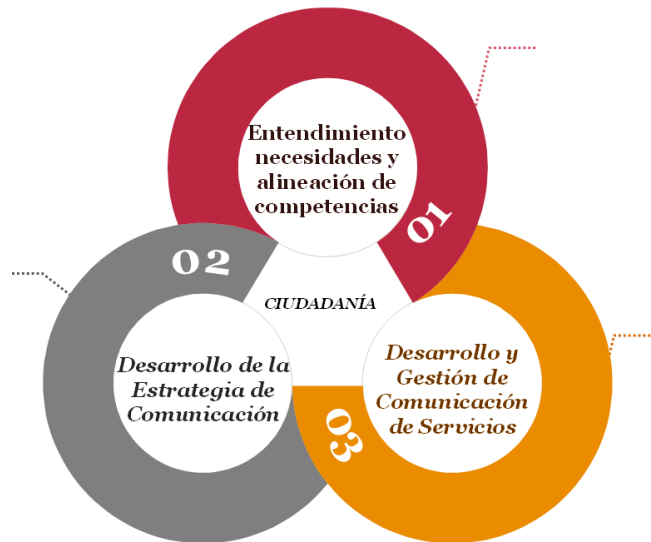 Entendimiento
necesidades y
alineación de
competencias
01
02
CIUDADANÍA
Desarrollo de la
Estrategia de
Comunicación
Desarrollo y
Gestión de
Comunicación
de Servicios
03